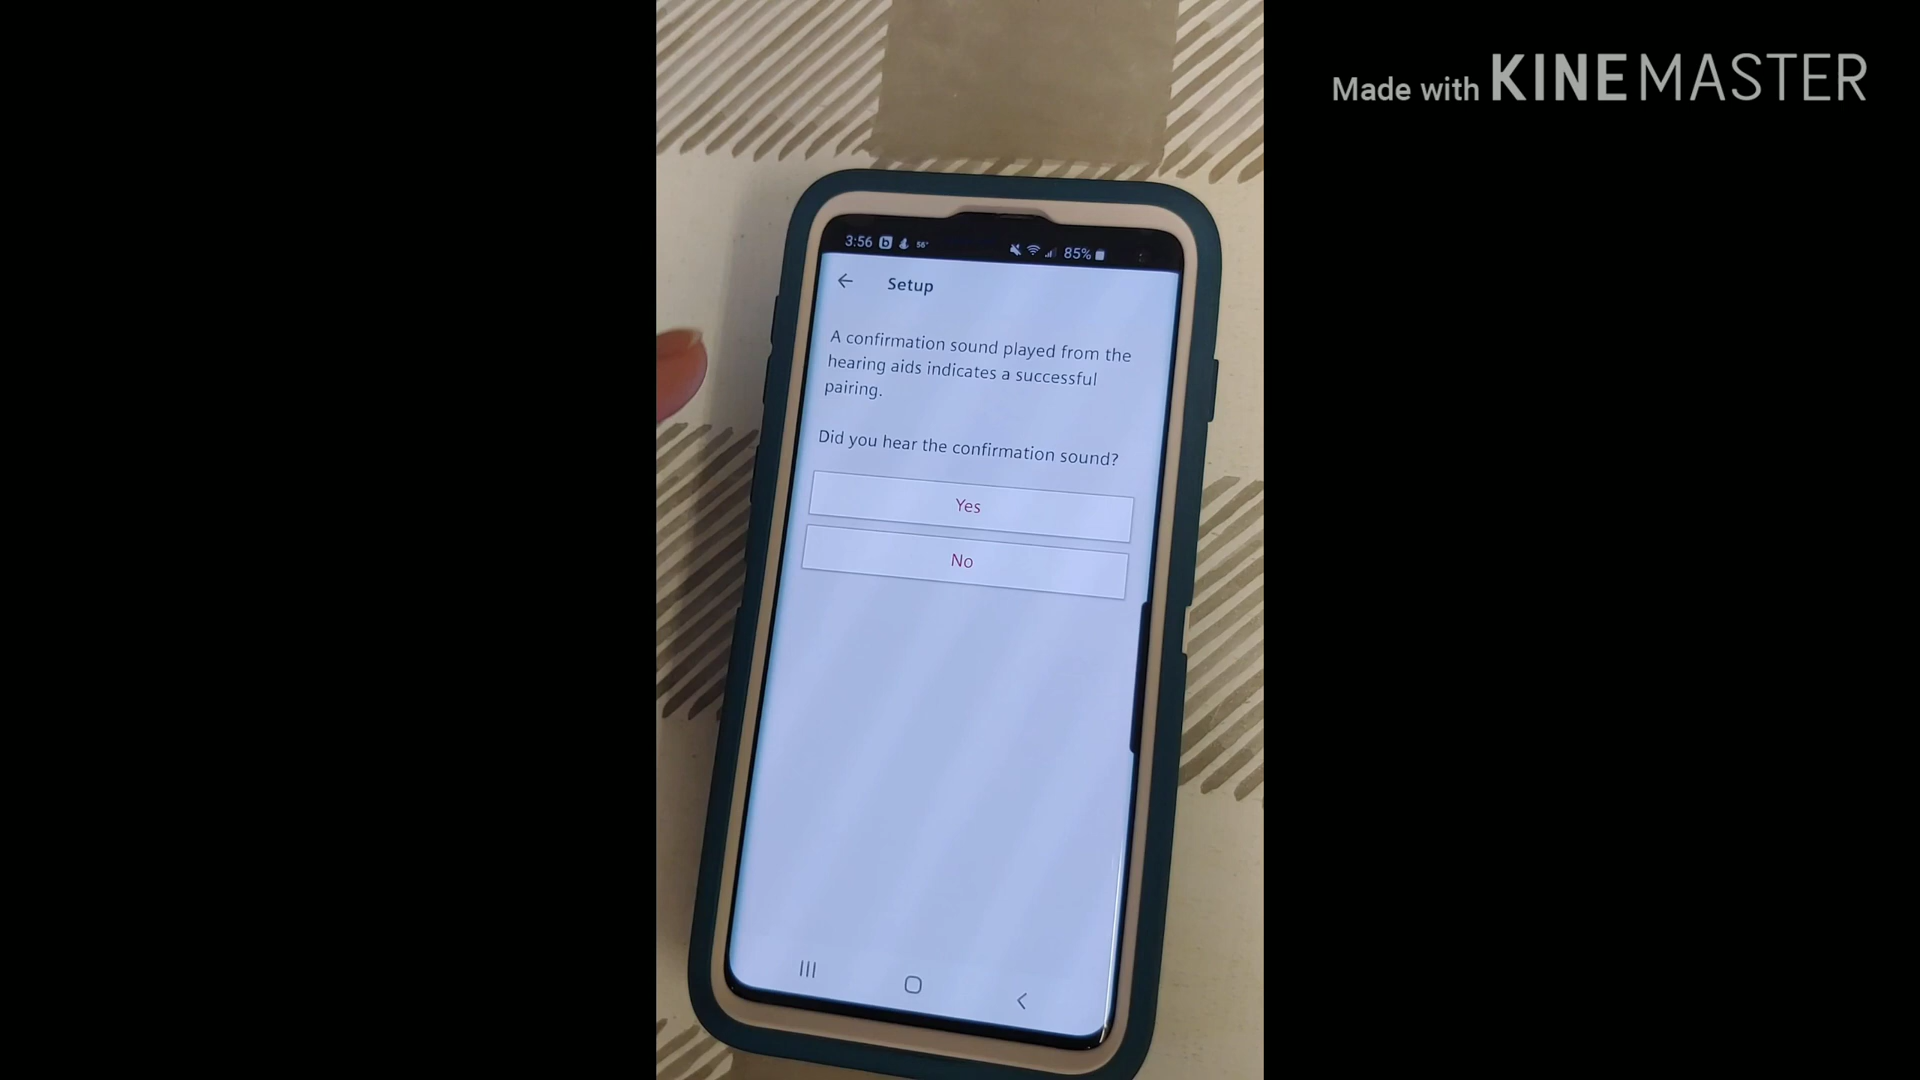 Made with KINEMASTER
3:56 56° 85%
Setup
A confirmation sound played from the
hearing aids indicates a successful
pairing.
Did you hear the confirmation sound?
Yes
No